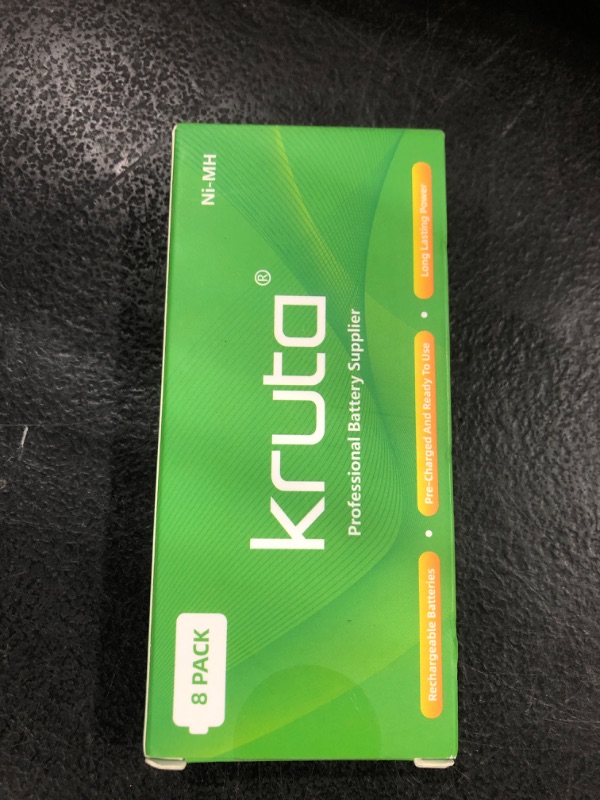 8 PACK
Ni-MH
kruta®
Professional Battery Supplier
Rechargeable Batteries • Pre-Charged And Ready To Use • Long Lasting Power